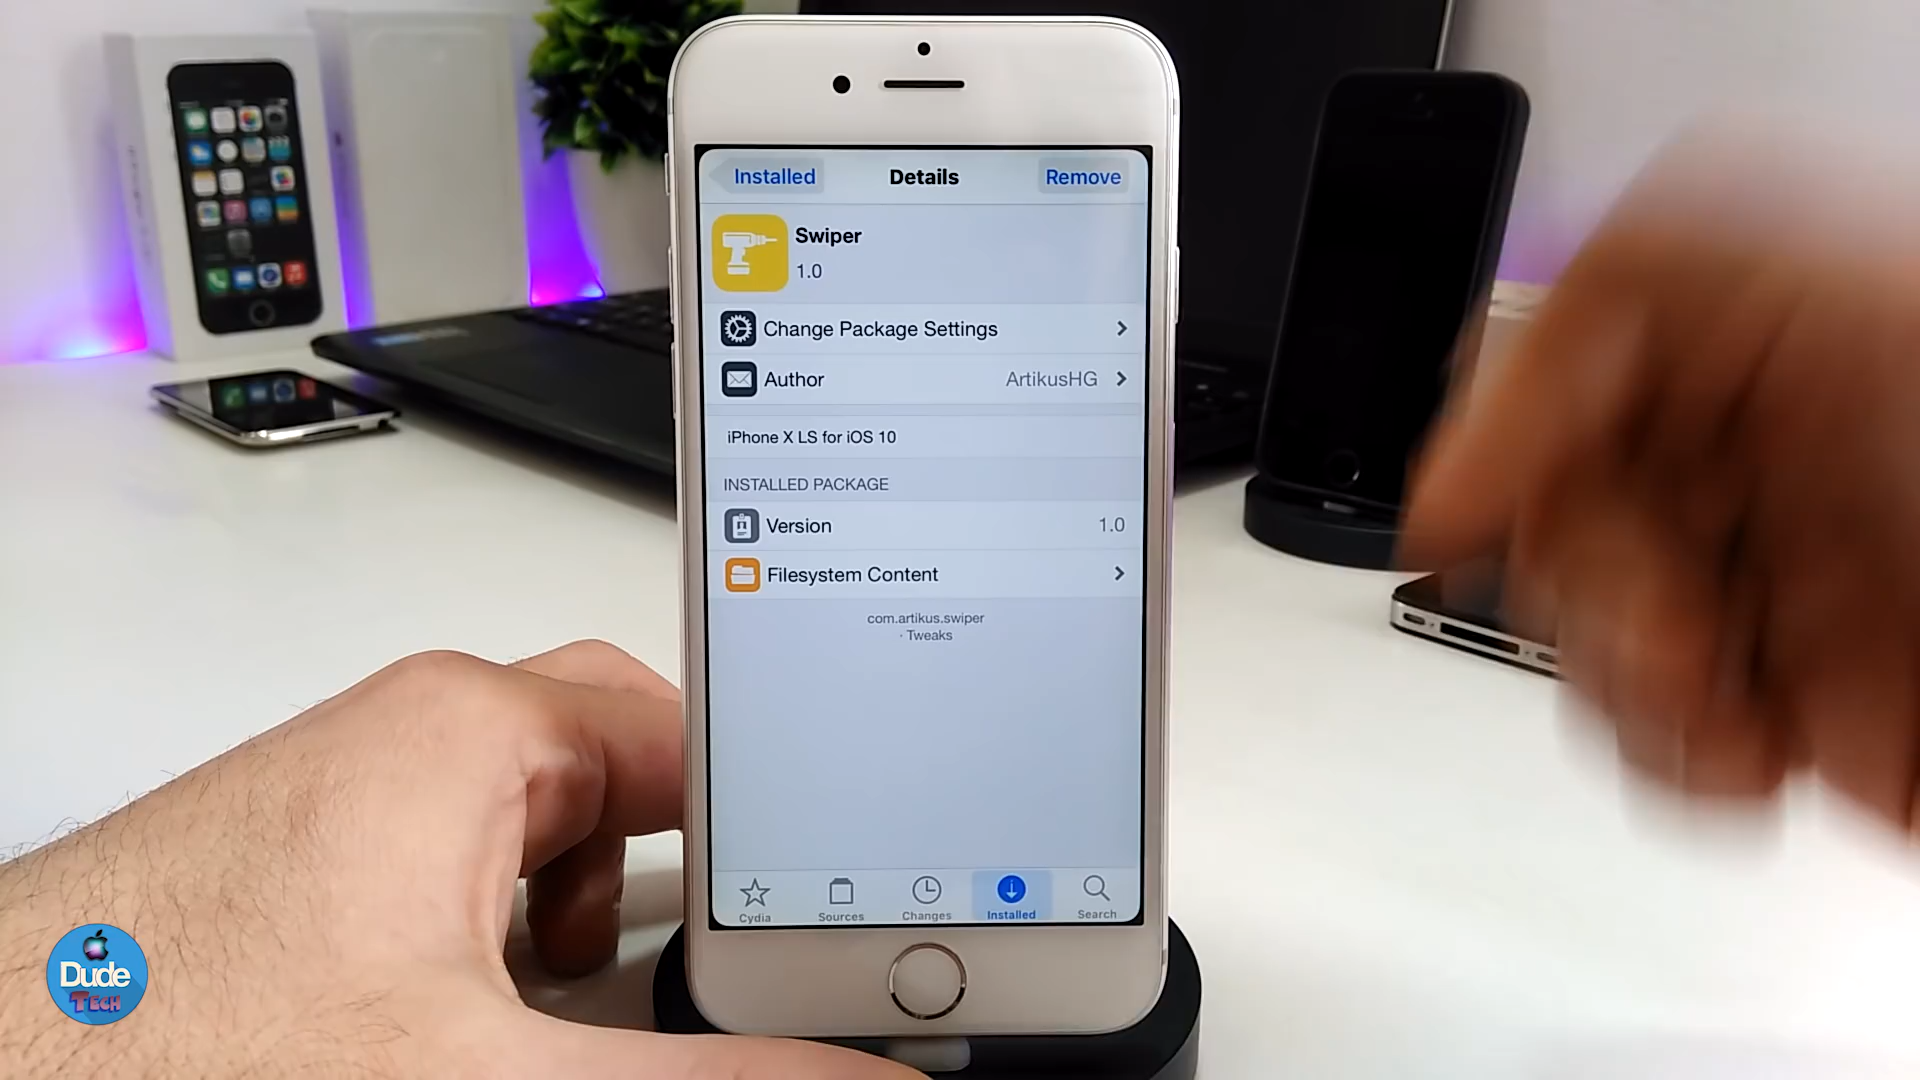 Installed Details Remove
Swiper
1.0
Change Package Settings
Author ArtikusHG
iPhone X LS for iOS 10
INSTALLED PACKAGE
Version 1.0
Filesystem Content
com.artikus.swiper
· Tweaks
Cydia Sources Changes Installed Search
Dude
TECH